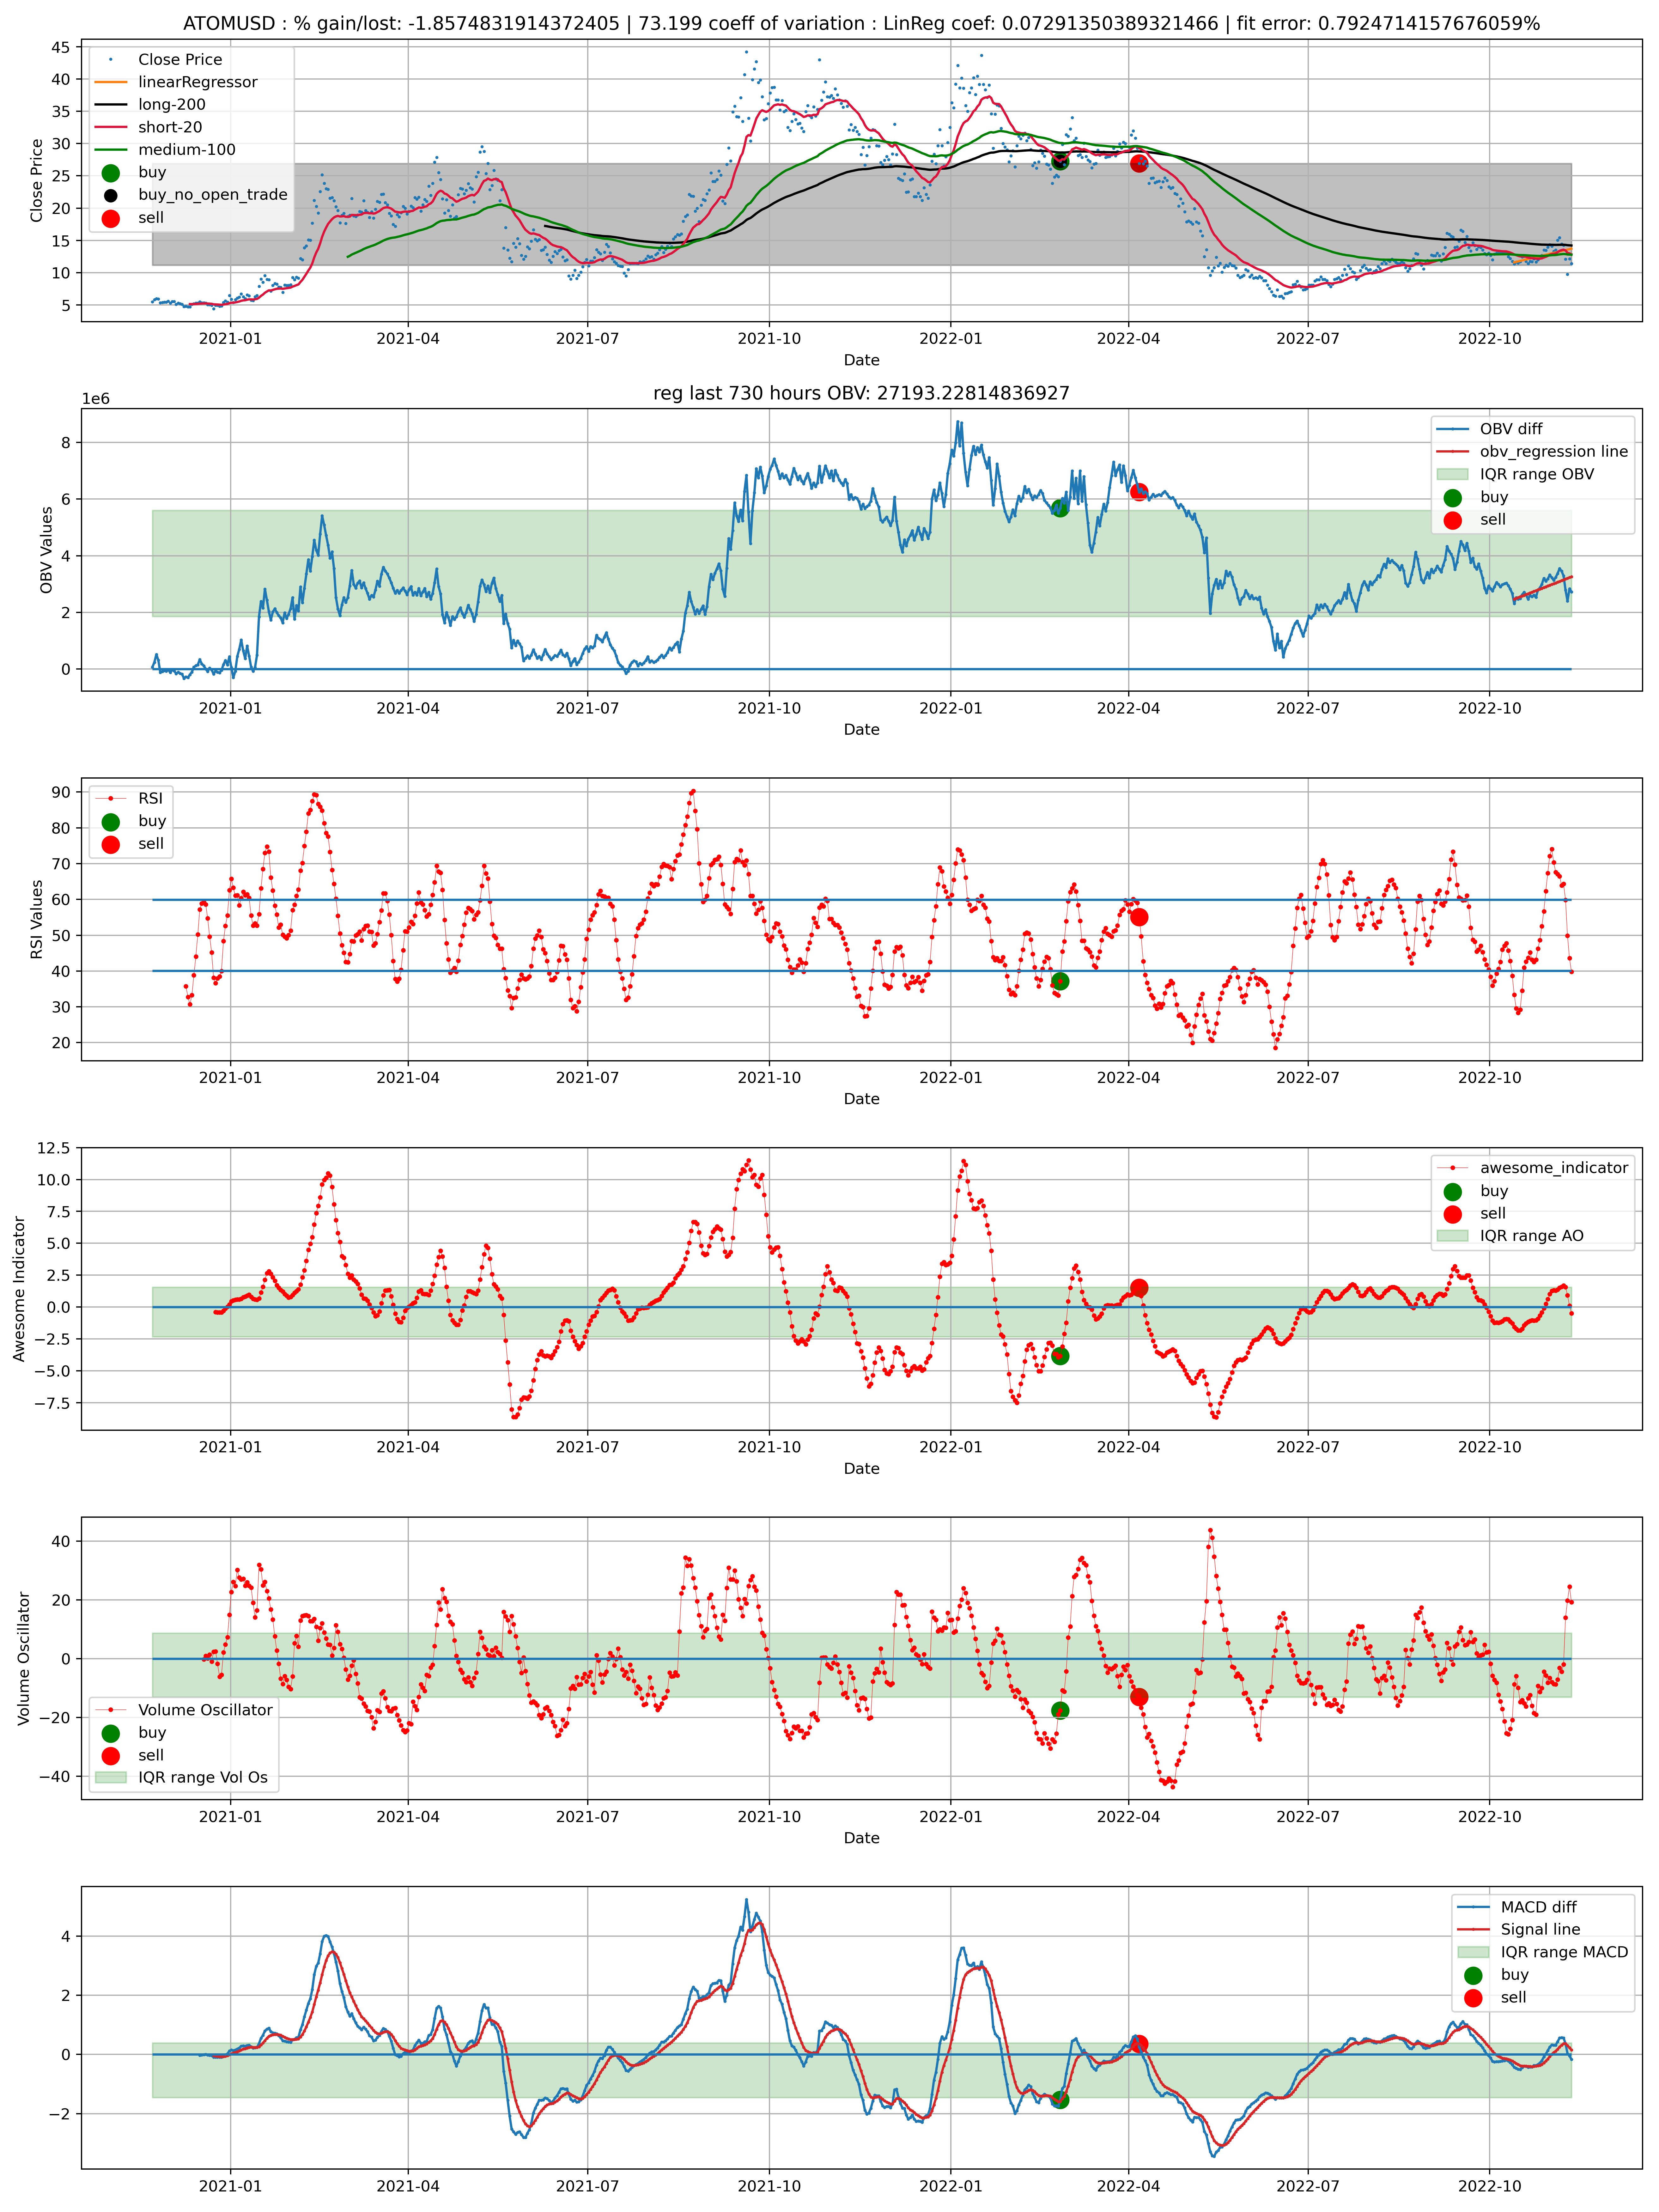 ATOMUSD : % gain/lost: -1.8574831914372405 | 73.199 coeff of variation : LinReg coef: 0.07291350389321466 | fit error: 0.7924714157676059%
45
40
35
30
25
20
15
10
5
Close Price
Close Price
linearRegressor
long-200
short-20
medium-100
buy
buy_no_open_trade
sell
2021-01 2021-04 2021-07 2021-10 2022-01 2022-04 2022-07 2022-10
Date
reg last 730 hours OBV: 27193.22814836927
1e6
8
6
4
2
0
OBV Values
OBV diff
obv_regression line
IQR range OBV
buy
sell
2021-01 2021-04 2021-07 2021-10 2022-01 2022-04 2022-07 2022-10
Date
90
80
70
60
50
40
30
20
RSI Values
RSI
buy
sell
2021-01 2021-04 2021-07 2021-10 2022-01 2022-04 2022-07 2022-10
Date
12.5
10.0
7.5
5.0
2.5
0.0
−2.5
−5.0
−7.5
Awesome Indicator
awesome_indicator
buy
sell
IQR range AO
2021-01 2021-04 2021-07 2021-10 2022-01 2022-04 2022-07 2022-10
Date
40
20
0
−20
−40
Volume Oscillator
Volume Oscillator
buy
sell
IQR range Vol Os
2021-01 2021-04 2021-07 2021-10 2022-01 2022-04 2022-07 2022-10
Date
4
2
0
−2
MACD diff
Signal line
IQR range MACD
buy
sell
2021-01 2021-04 2021-07 2021-10 2022-01 2022-04 2022-07 2022-10